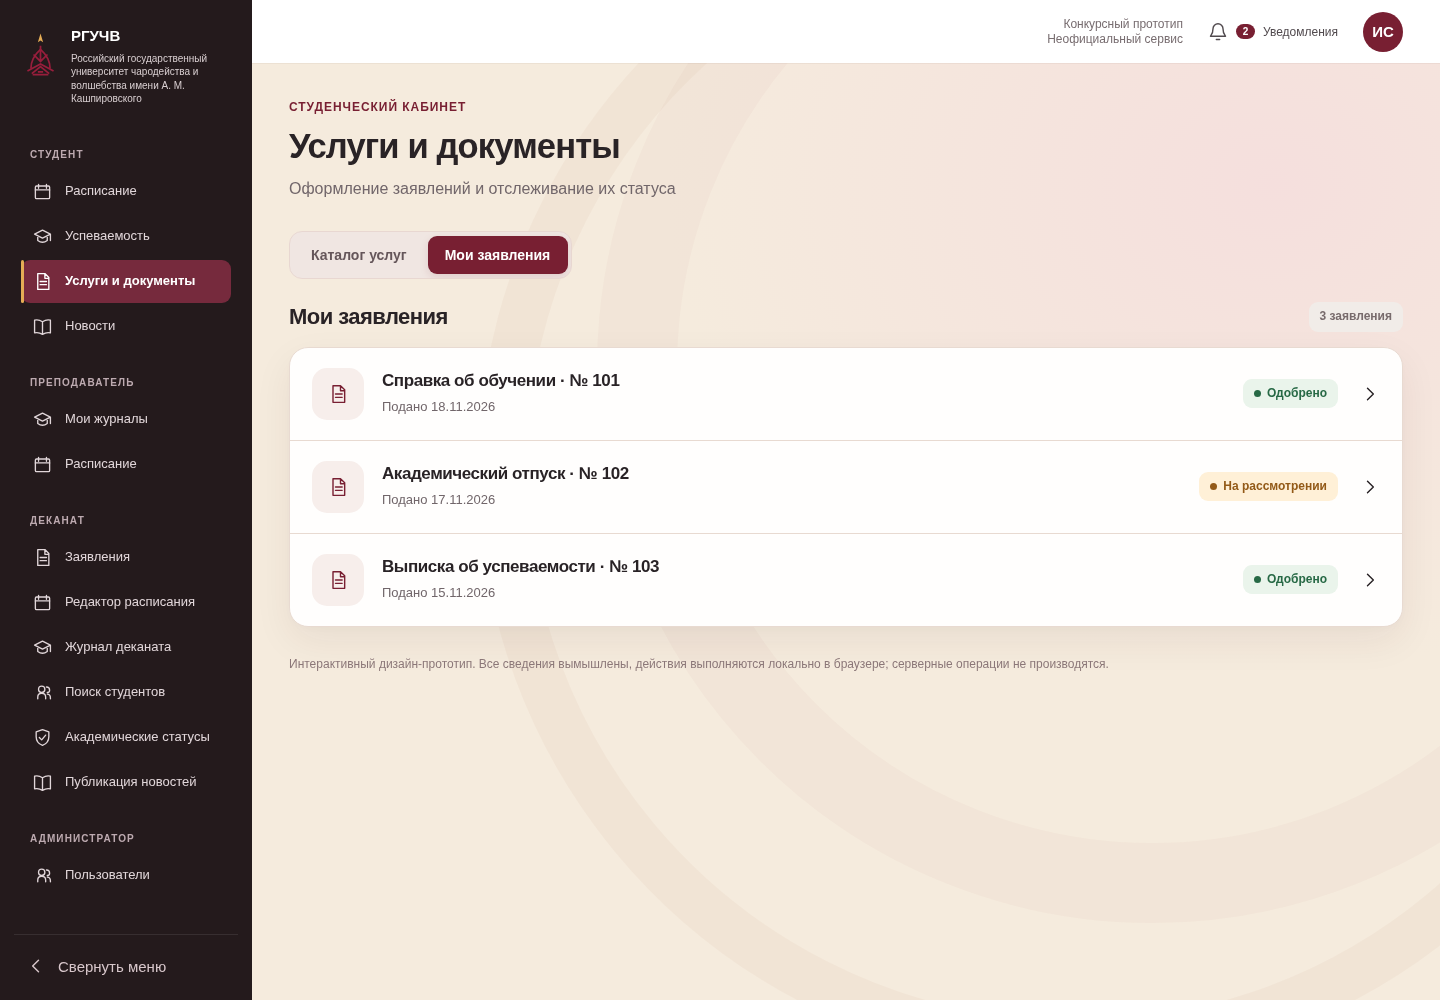 РГУЧВ
Российский государственный
университет чародейства и
волшебства имени А. М.
Кашпировского
СТУДЕНТ
Расписание
Успеваемость
Услуги и документы
Новости
ПРЕПОДАВАТЕЛЬ
Мои журналы
Расписание
ДЕКАНАТ
Заявления
Редактор расписания
Журнал деканата
Поиск студентов
Академические статусы
Публикация новостей
АДМИНИСТРАТОР
Пользователи
Свернуть меню
Конкурсный прототип
Неофициальный сервис
2 Уведомления
ИС
СТУДЕНЧЕСКИЙ КАБИНЕТ
Услуги и документы
Оформление заявлений и отслеживание их статуса
Каталог услуг
Мои заявления
Мои заявления
3 заявления
Справка об обучении · № 101
Подано 18.11.2026
Одобрено
Академический отпуск · № 102
Подано 17.11.2026
На рассмотрении
Выписка об успеваемости · № 103
Подано 15.11.2026
Одобрено
Интерактивный дизайн-прототип. Все сведения вымышлены, действия выполняются локально в браузере; серверные операции не производятся.